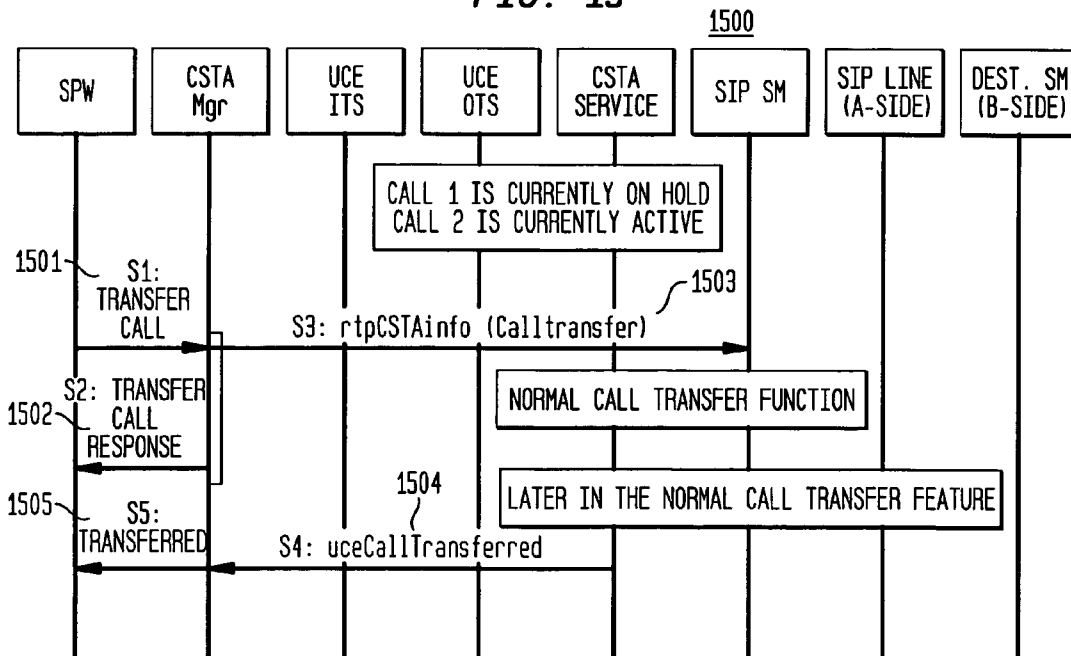 FIG. 15
1500
SPW
CSTA
Mgr
UCE
ITS
UCE
OTS
CSTA
SERVICE
SIP SM
SIP LINE
(A-SIDE)
DEST. SM
(B-SIDE)
CALL 1 IS CURRENTLY ON HOLD
CALL 2 IS CURRENTLY ACTIVE
1501
S1:
TRANSFER
CALL
1503
S3: rtpCSTAinfo (Calltransfer)
S2: TRANSFER
CALL
RESPONSE
1502
NORMAL CALL TRANSFER FUNCTION
LATER IN THE NORMAL CALL TRANSFER FEATURE
1504
1505
S5:
TRANSFERRED
S4: uceCallTransferred